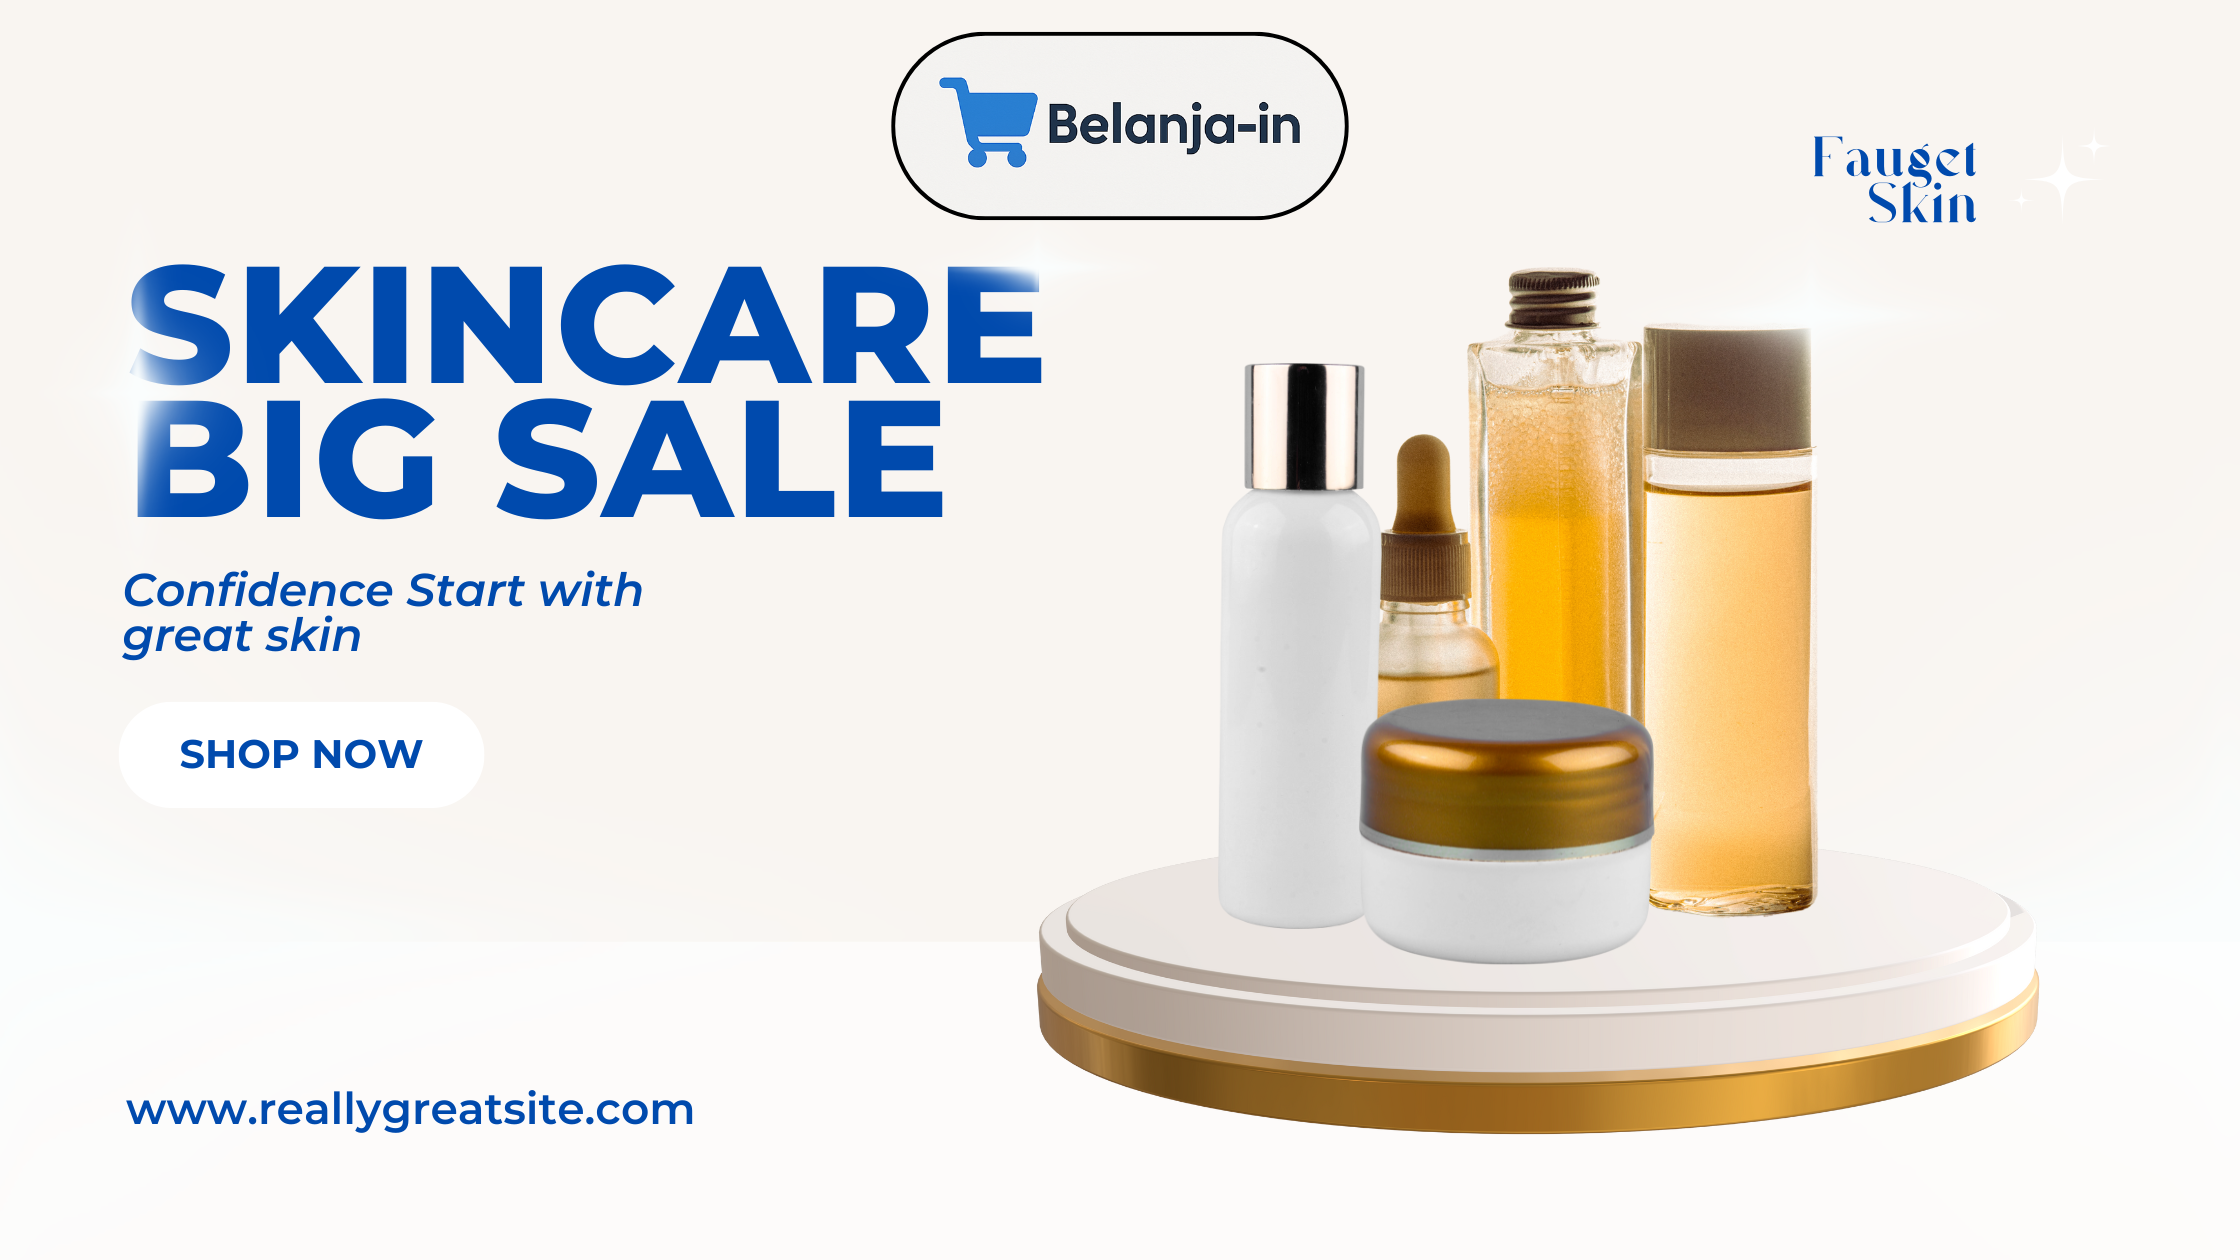 Belanja-in
Fauget
Skin
SKINCARE
BIG SALE
Confidence Start with
great skin
SHOP NOW
www.reallygreatsite.com